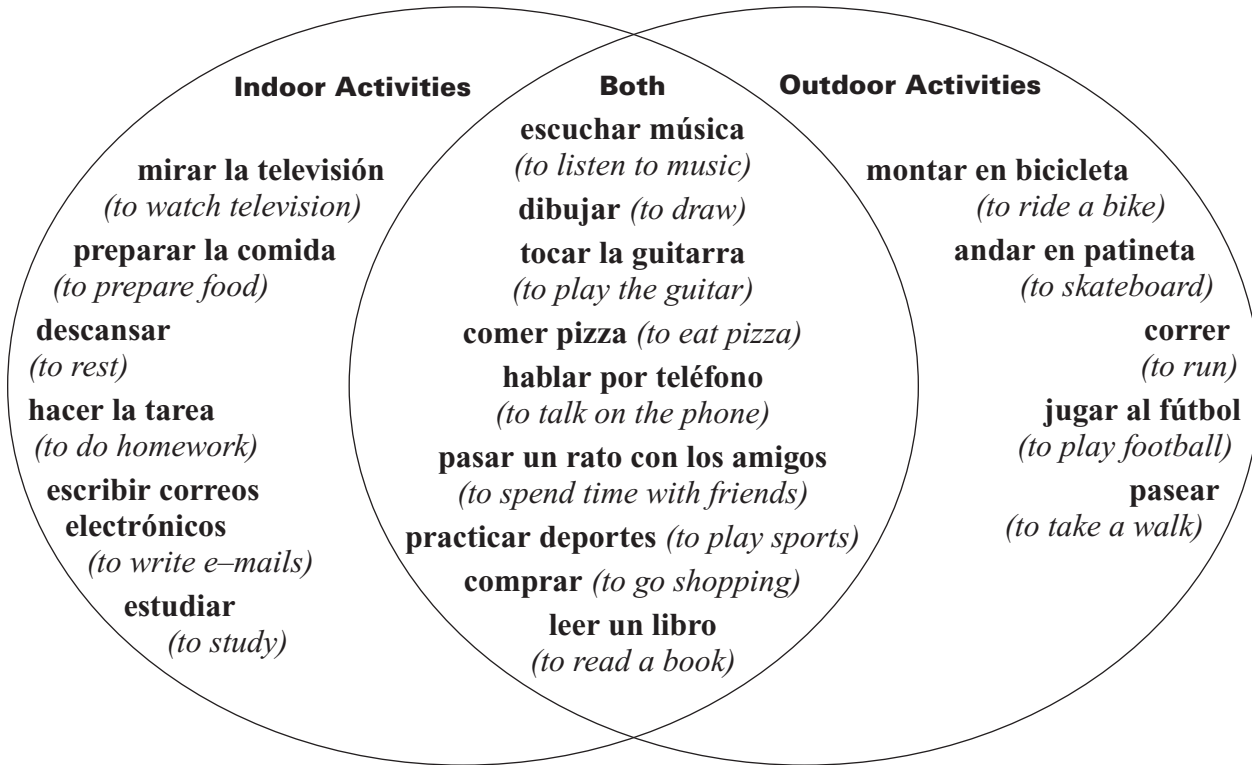 Indoor Activities
mirar la televisión
(to watch television)
preparar la comida
(to prepare food)
descansar
(to rest)
hacer la tarea
(to do homework)
escribir correos
electrónicos
(to write e–mails)
estudiar
(to study)
Both
escuchar música
(to listen to music)
dibujar (to draw)
tocar la guitarra
(to play the guitar)
comer pizza (to eat pizza)
hablar por teléfono
(to talk on the phone)
pasar un rato con los amigos
(to spend time with friends)
practicar deportes (to play sports)
comprar (to go shopping)
leer un libro
(to read a book)
Outdoor Activities
montar en bicicleta
(to ride a bike)
andar en patineta
(to skateboard)
correr
(to run)
jugar al fútbol
(to play football)
pasear
(to take a walk)